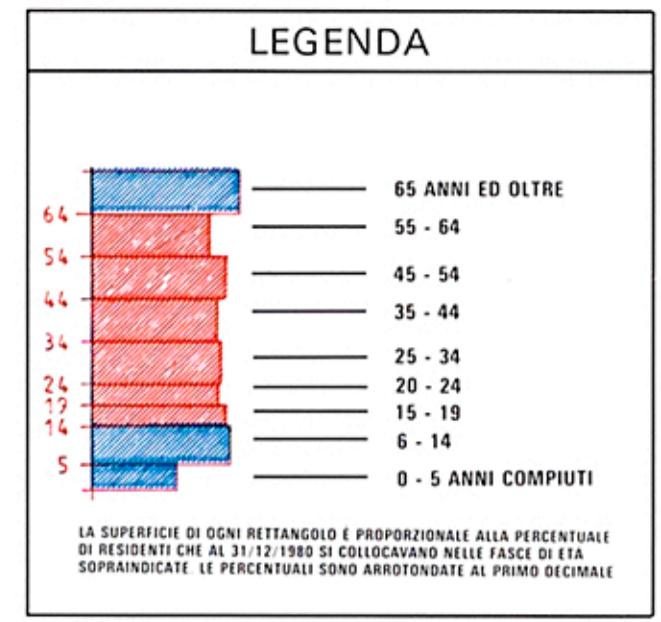 LEGENDA
65 ANNI ED OLTRE
64
55 - 64
54
45 - 54
44
35 - 44
34
25 - 34
24
20 - 24
19
15 - 19
14
6 - 14
5
0 - 5 ANNI COMPIUTI
LA SUPERFICIE DI OGNI RETTANGOLO È PROPORZIONALE ALLA PERCENTUALE
DI RESIDENTI CHE AL 31/12/1980 SI COLLOCAVANO NELLE FASCE DI ETA
SOPRAINDICATE. LE PERCENTUALI SONO ARROTONDATE AL PRIMO DECIMALE